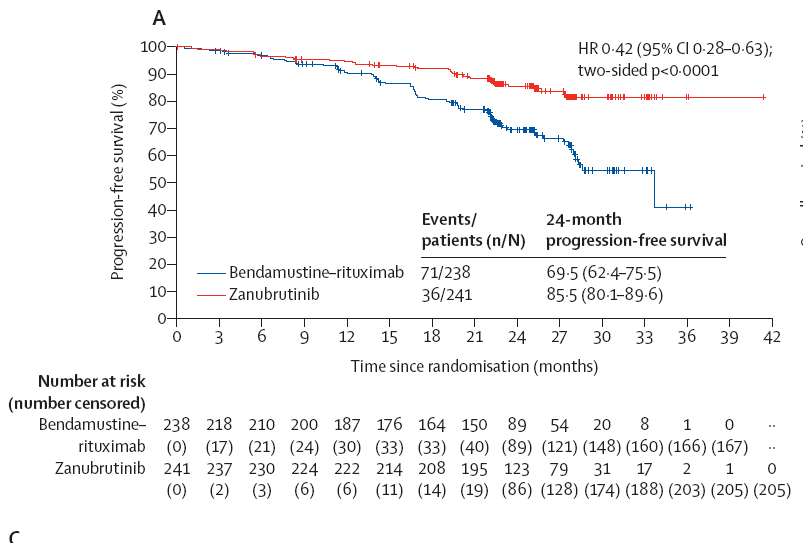 A
HR 0·42 (95% CI 0·28–0·63);
two-sided p<0·0001
100
90
80
70
60
50
40
30
20
10
0
Progression-free survival (%)
Events/
patients (n/N)
24-month
progression-free survival
Bendamustine–rituximab 71/238 69·5 (62·4–75·5)
Zanubrutinib 36/241 85·5 (80·1–89·6)
0 3 6 9 12 15 18 21 24 27 30 33 36 39 42
Time since randomisation (months)
Number at risk
(number censored)
Bendamustine– 238 218 210 200 187 176 164 150 89 54 20 8 1 0 ··
rituximab (0) (17) (21) (24) (30) (33) (33) (40) (89) (121) (148) (160) (166) (167) ··
Zanubrutinib 241 237 230 224 222 214 208 195 123 79 31 17 2 1 0
(0) (2) (3) (6) (6) (11) (14) (19) (86) (128) (174) (188) (203) (205) (205)
C